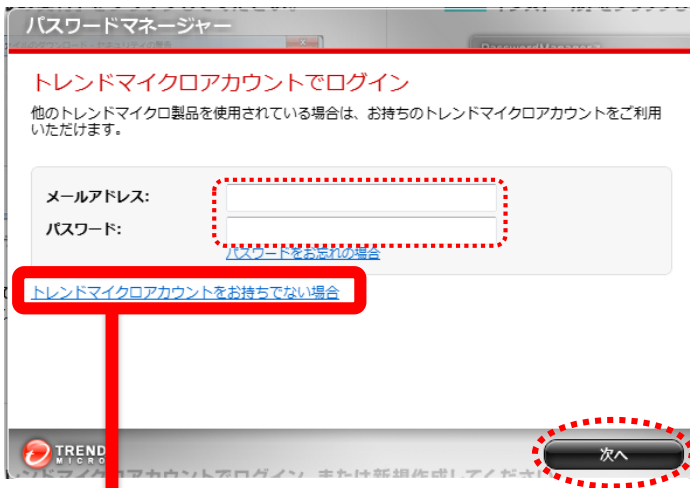 パスワードマネージャー
トレンドマイクロアカウントでログイン
他のトレンドマイクロ製品を使用されている場合は、お持ちのトレンドマイクロアカウントをご利用
いただけます。
メールアドレス:
パスワード:
パスワードをお忘れの場合
トレンドマイクロアカウントをお持ちでない場合
TREND
MICRO
次へ
トレンドマイクロアカウントでログイン、または新規作成してください